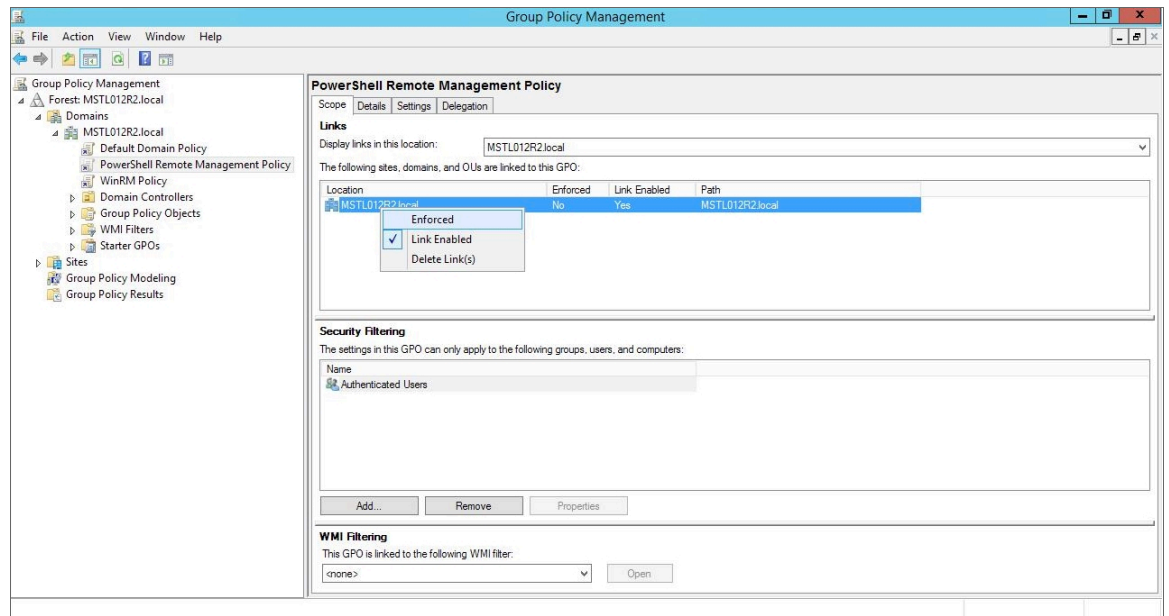 Group Policy Management
File Action View Window Help
Group Policy Management
Forest: MSTL012R2.local
Domains
MSTL012R2.local
Default Domain Policy
PowerShell Remote Management Policy
WinRM Policy
Domain Controllers
Group Policy Objects
WMI Filters
Starter GPOs
Sites
Group Policy Modeling
Group Policy Results
PowerShell Remote Management Policy
Scope Details Settings Delegation
Links
Display links in this location: MSTL012R2.local
The following sites, domains, and OUs are linked to this GPO:
Location Enforced Link Enabled Path
MSTL012R2.local No Yes MSTL012R2.local
Enforced
Link Enabled
Delete Link(s)
Security Filtering
The settings in this GPO can only apply to the following groups, users, and computers:
Name
Authenticated Users
Add... Remove Properties
WMI Filtering
This GPO is linked to the following WMI filter:
<none> Open